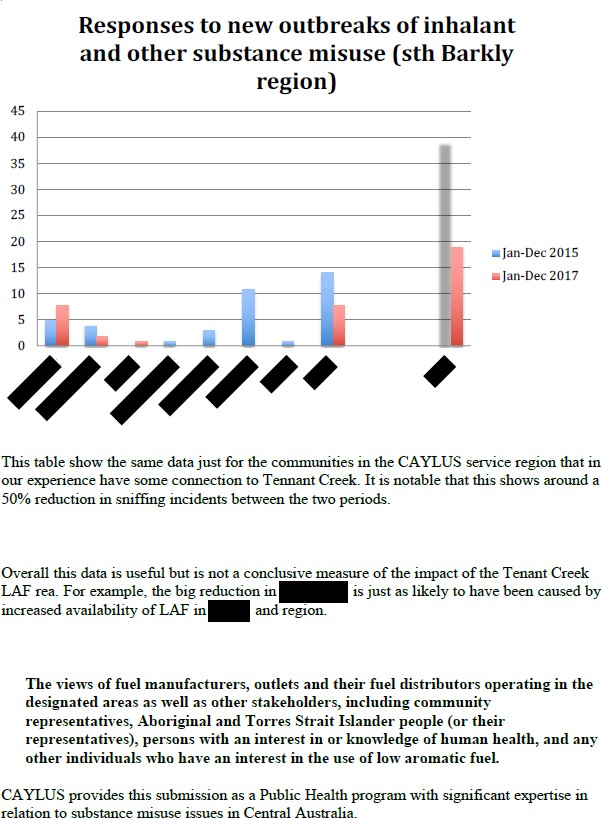 Responses to new outbreaks of inhalant
and other substance misuse (sth Barkly
region)
45
40
35
30
25
20
15
10
5
0
Jan-Dec 2015
Jan-Dec 2017
This table show the same data just for the communities in the CAYLUS service region that in
our experience have some connection to Tennant Creek. It is notable that this shows around a
50% reduction in sniffing incidents between the two periods.
Overall this data is useful but is not a conclusive measure of the impact of the Tenant Creek
LAF rea. For example, the big reduction in is just as likely to have been caused by
increased availability of LAF in and region.
The views of fuel manufacturers, outlets and their fuel distributors operating in the
designated areas as well as other stakeholders, including community
representatives, Aboriginal and Torres Strait Islander people (or their
representatives), persons with an interest in or knowledge of human health, and any
other individuals who have an interest in the use of low aromatic fuel.
CAYLUS provides this submission as a Public Health program with significant expertise in
relation to substance misuse issues in Central Australia.